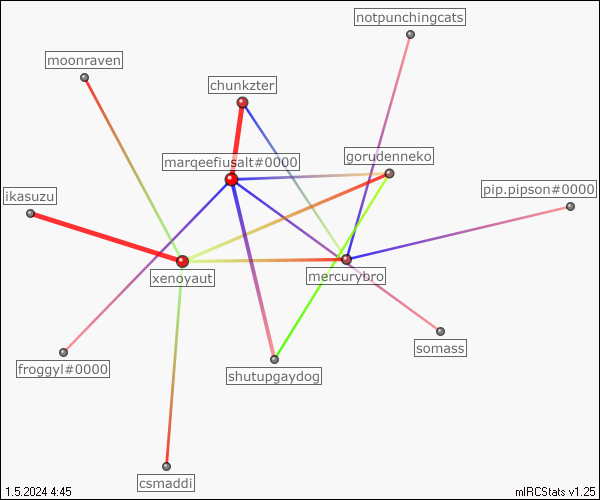 notpunchingcats
moonraven
chunkzter
marqeefiusalt#0000
gorudenneko
ikasuzu
pip.pipson#0000
xenoyaut
mercurybro
somass
froggyl#0000
shutupgaydog
csmaddi
1.5.2024 4:45
mIRCStats v1.25